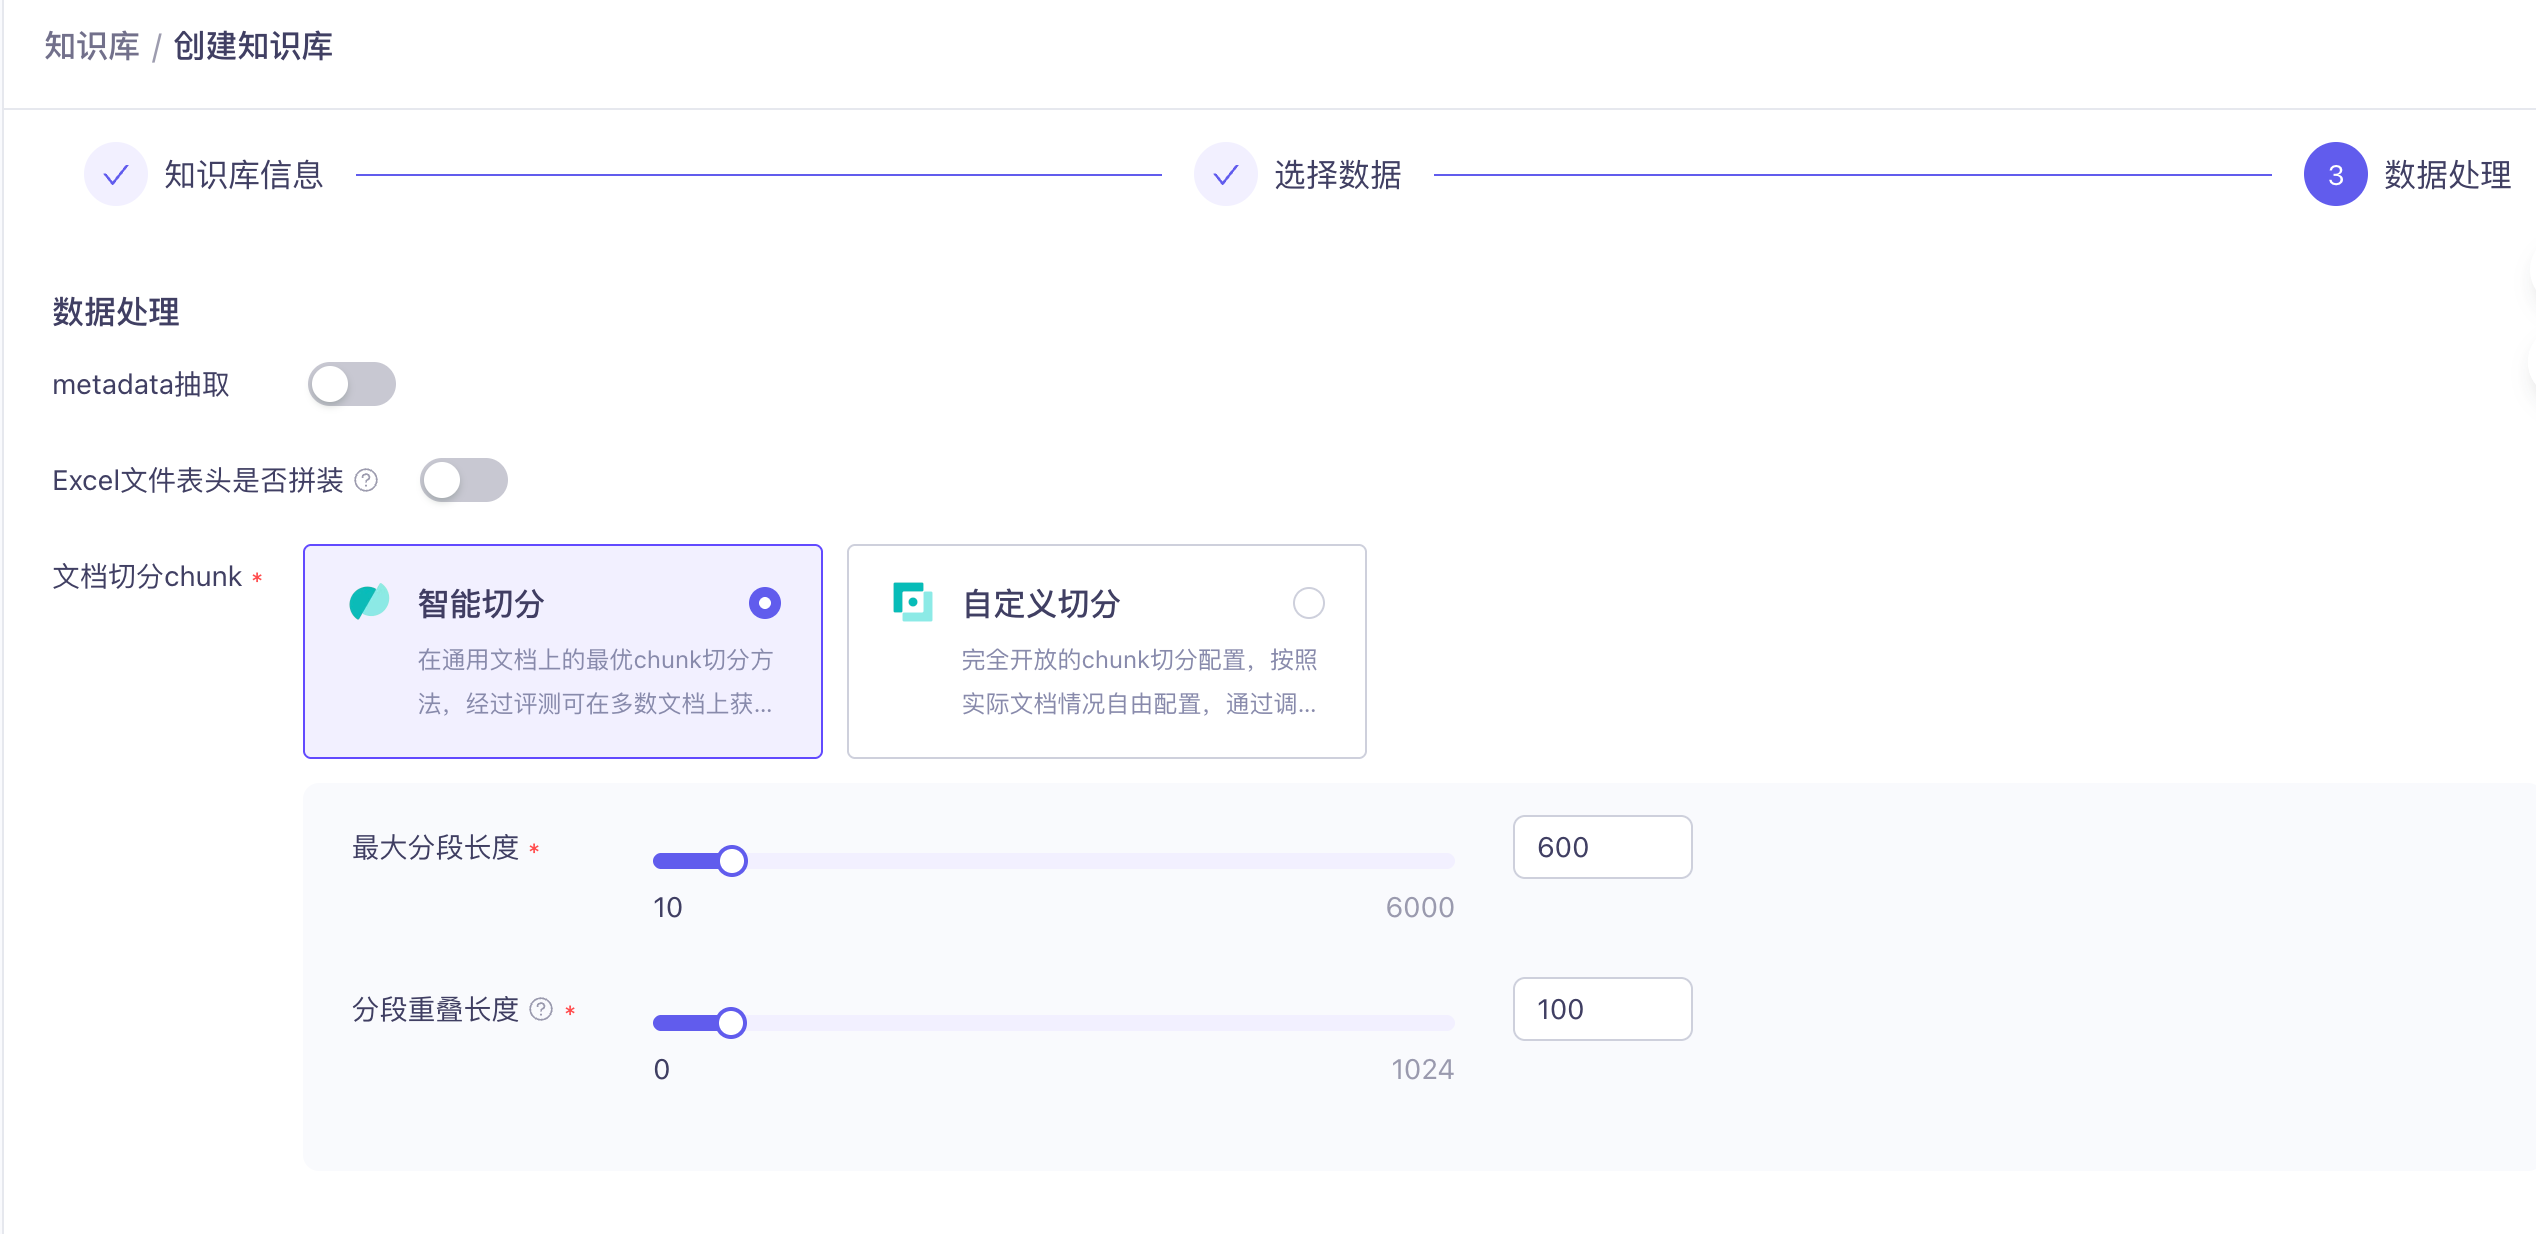 知识库 / 创建知识库
知识库信息
选择数据
3 数据处理
数据处理
metadata抽取
Excel文件表头是否拼装 ?
文档切分chunk *
智能切分
在通用文档上的最优chunk切分方
法，经过评测可在多数文档上获...
自定义切分
完全开放的chunk切分配置，按照
实际文档情况自由配置，通过调...
最大分段长度 *
600
10
6000
分段重叠长度 ? *
100
0
1024